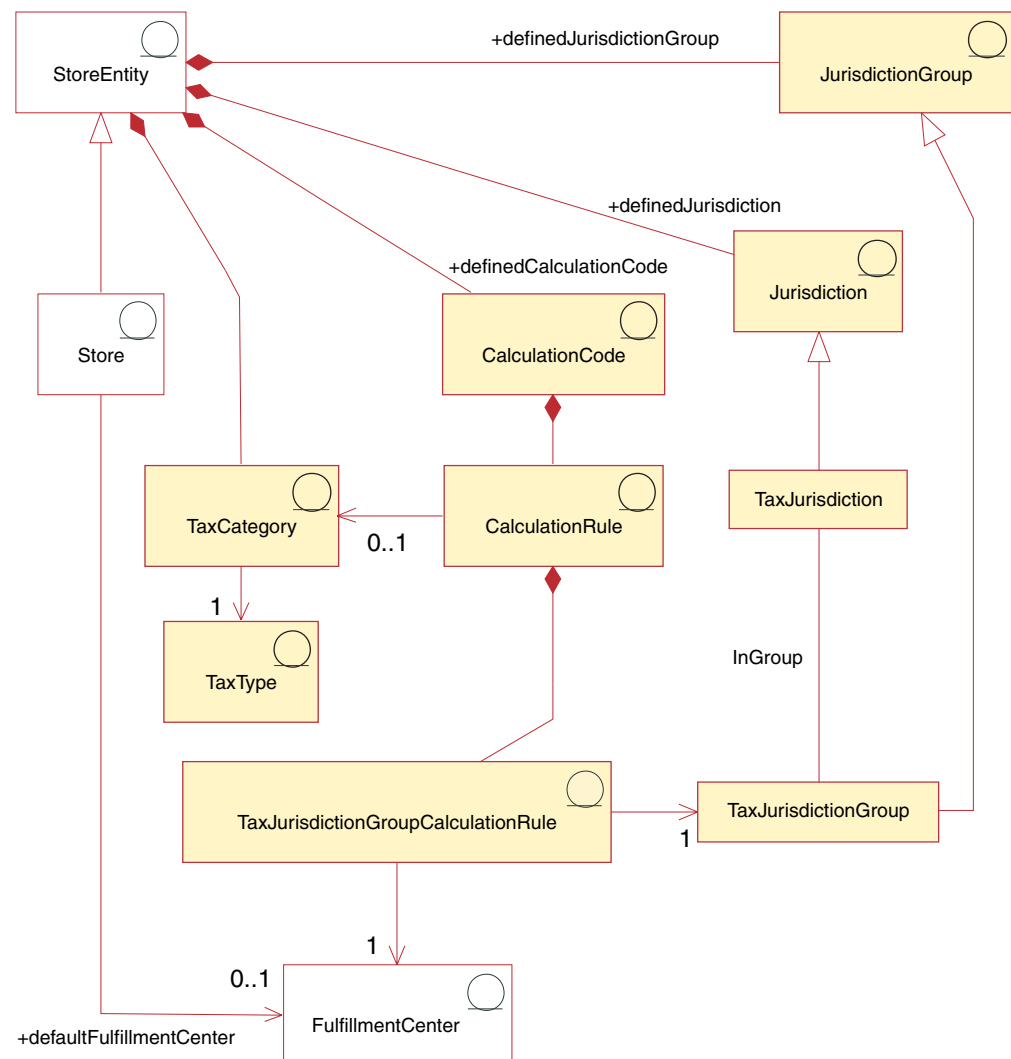 +definedJurisdictionGroup
StoreEntity
JurisdictionGroup
+definedJurisdiction
+definedCalculationCode
Jurisdiction
Store
CalculationCode
TaxJurisdiction
TaxCategory
CalculationRule
0..1
1
InGroup
TaxType
TaxJurisdictionGroupCalculationRule
TaxJurisdictionGroup
1
1
0..1
FulfillmentCenter
+defaultFulfillmentCenter